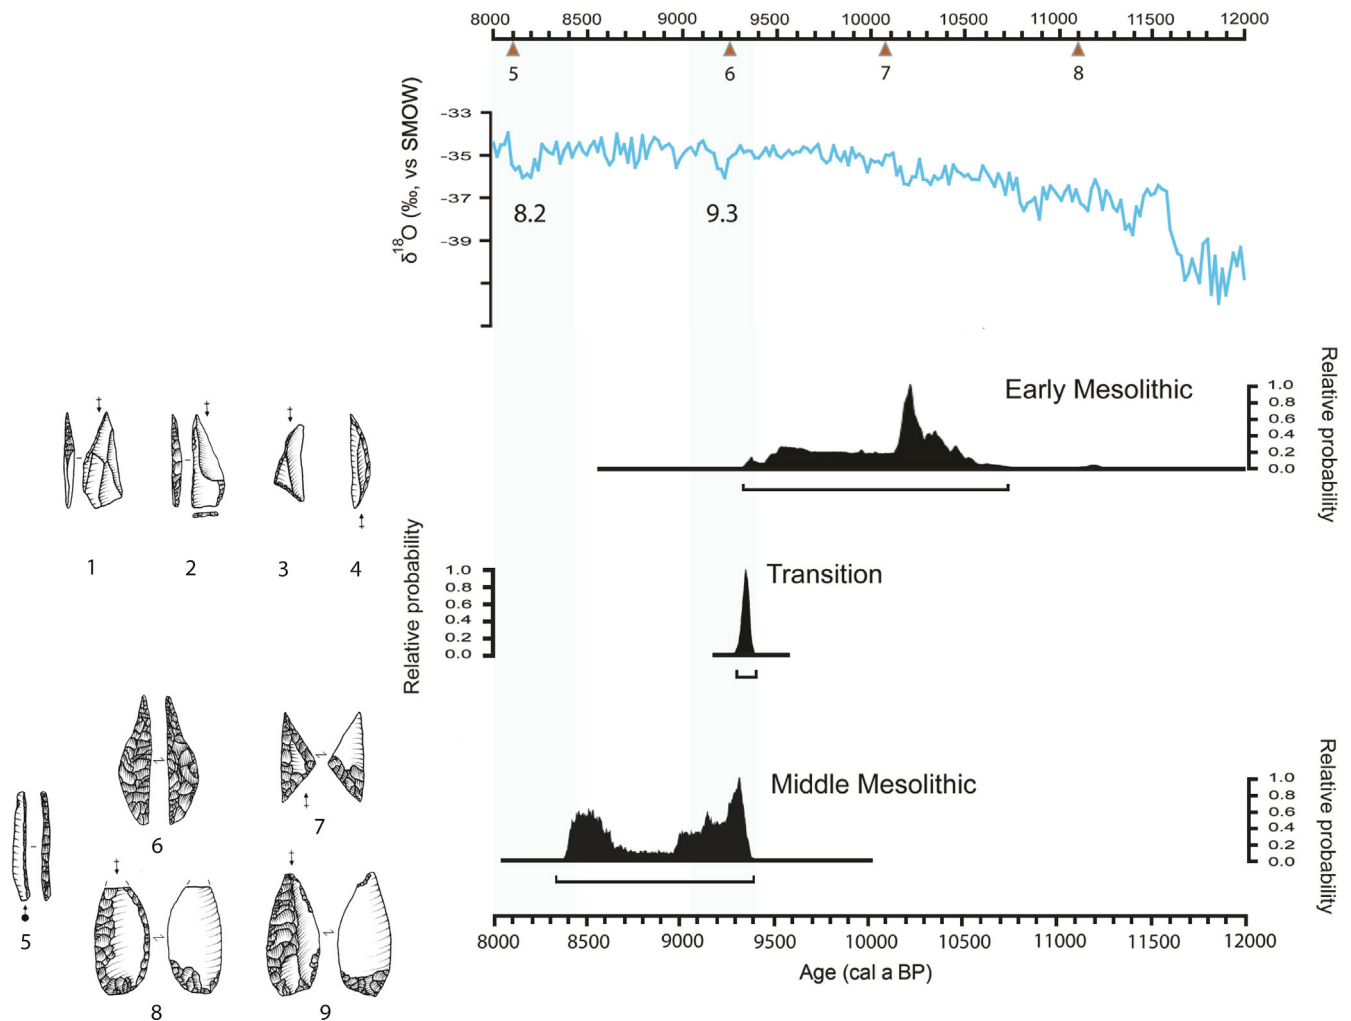 8000 8500 9000 9500 10000 10500 11000 11500 12000
5 6 7 8
δ18O (‰, vs SMOW)
-33
-35
-37
-39
8.2 9.3
Early Mesolithic
Relative probability
1.0
0.8
0.6
0.4
0.2
0.0
1 2 3 4
Relative probability
1.0
0.8
0.6
0.4
0.2
0.0
Transition
Middle Mesolithic
Relative probability
1.0
0.8
0.6
0.4
0.2
0.0
6 7
5
8 9
8000 8500 9000 9500 10000 10500 11000 11500 12000
Age (cal a BP)